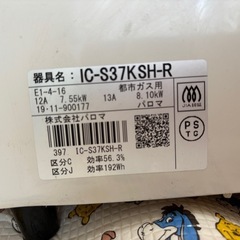 器具名：IC-S37KSH-R
E1-4-16 都市ガス用
12A 7.55kW 13A 8.10kW
19·11-900177 パロマ
株式会社パロマ
397 IC-S37KSH-R
区分C 効率56.3%
区分J 効率192Wh
PS
TG